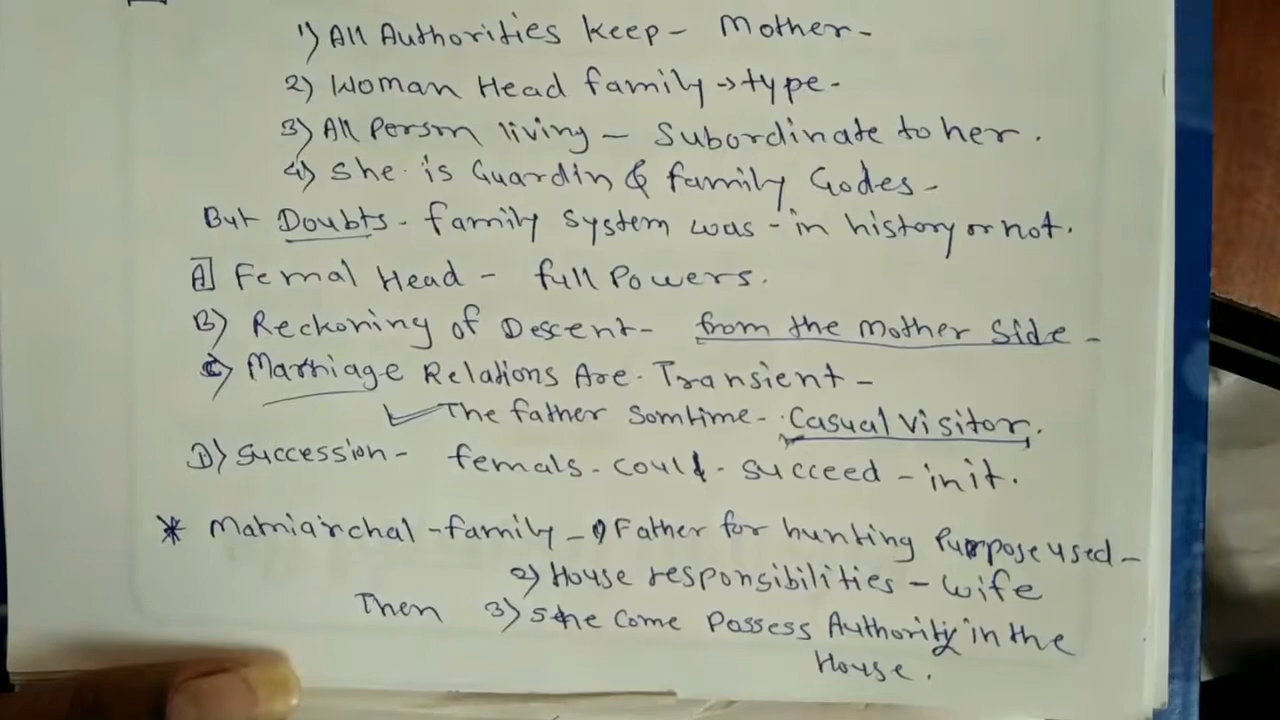 1) All Authorities keep - Mother -
2) Woman Head family → type -
3) All Person living - Subordinate to her.
4) She is Guardin & family Godes -
But Doubts - family system was - in history or not.
A) Femal Head - full Powers.
B) Reckoning of Descent - from the mother Side -
C) Marriage Relations Are - Transient -
The father Somtime - Casual Visitor.
D) Succession - femals - could - succeed - in it.
* Matriarchal - family - 1) Father for hunting Purpose used -
2) House responsibilities - wife
Then 3) She Come Possess Authority in the
House.